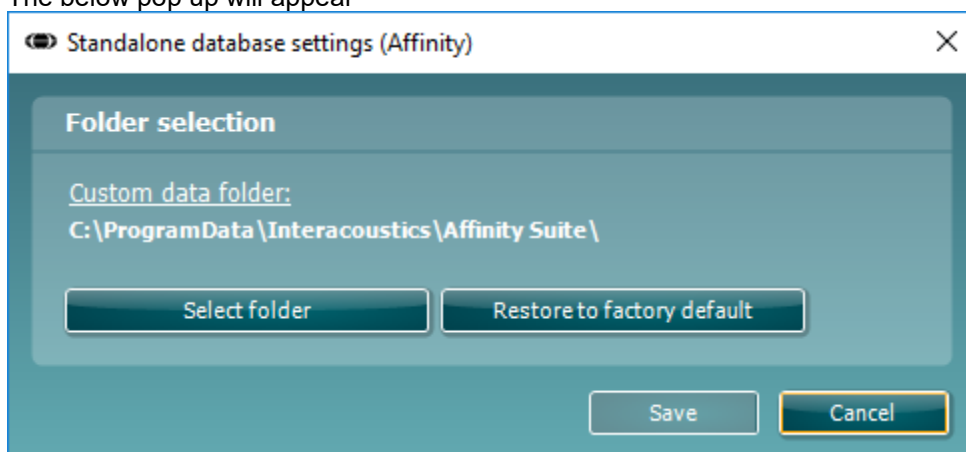 The below pop up will appear
Standalone database settings (Affinity)
Folder selection
Custom data folder:
C:\ProgramData\Interacoustics\Affinity Suite\
Select folder
Restore to factory default
Save
Cancel